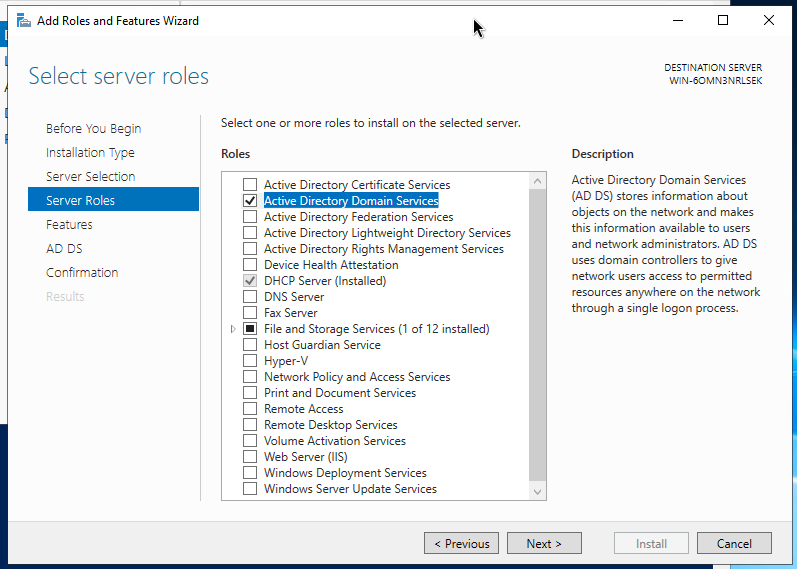 Add Roles and Features Wizard
Select server roles
DESTINATION SERVER
WIN-6OMN3NRLSEK
Before You Begin
Installation Type
Server Selection
Server Roles
Features
AD DS
Confirmation
Results
Select one or more roles to install on the selected server.
Roles
Active Directory Certificate Services
Active Directory Domain Services
Active Directory Federation Services
Active Directory Lightweight Directory Services
Active Directory Rights Management Services
Device Health Attestation
DHCP Server (Installed)
DNS Server
Fax Server
File and Storage Services (1 of 12 installed)
Host Guardian Service
Hyper-V
Network Policy and Access Services
Print and Document Services
Remote Access
Remote Desktop Services
Volume Activation Services
Web Server (IIS)
Windows Deployment Services
Windows Server Update Services
Description
Active Directory Domain Services
(AD DS) stores information about
objects on the network and makes
this information available to users
and network administrators. AD DS
uses domain controllers to give
network users access to permitted
resources anywhere on the network
through a single logon process.
< Previous
Next >
Install
Cancel